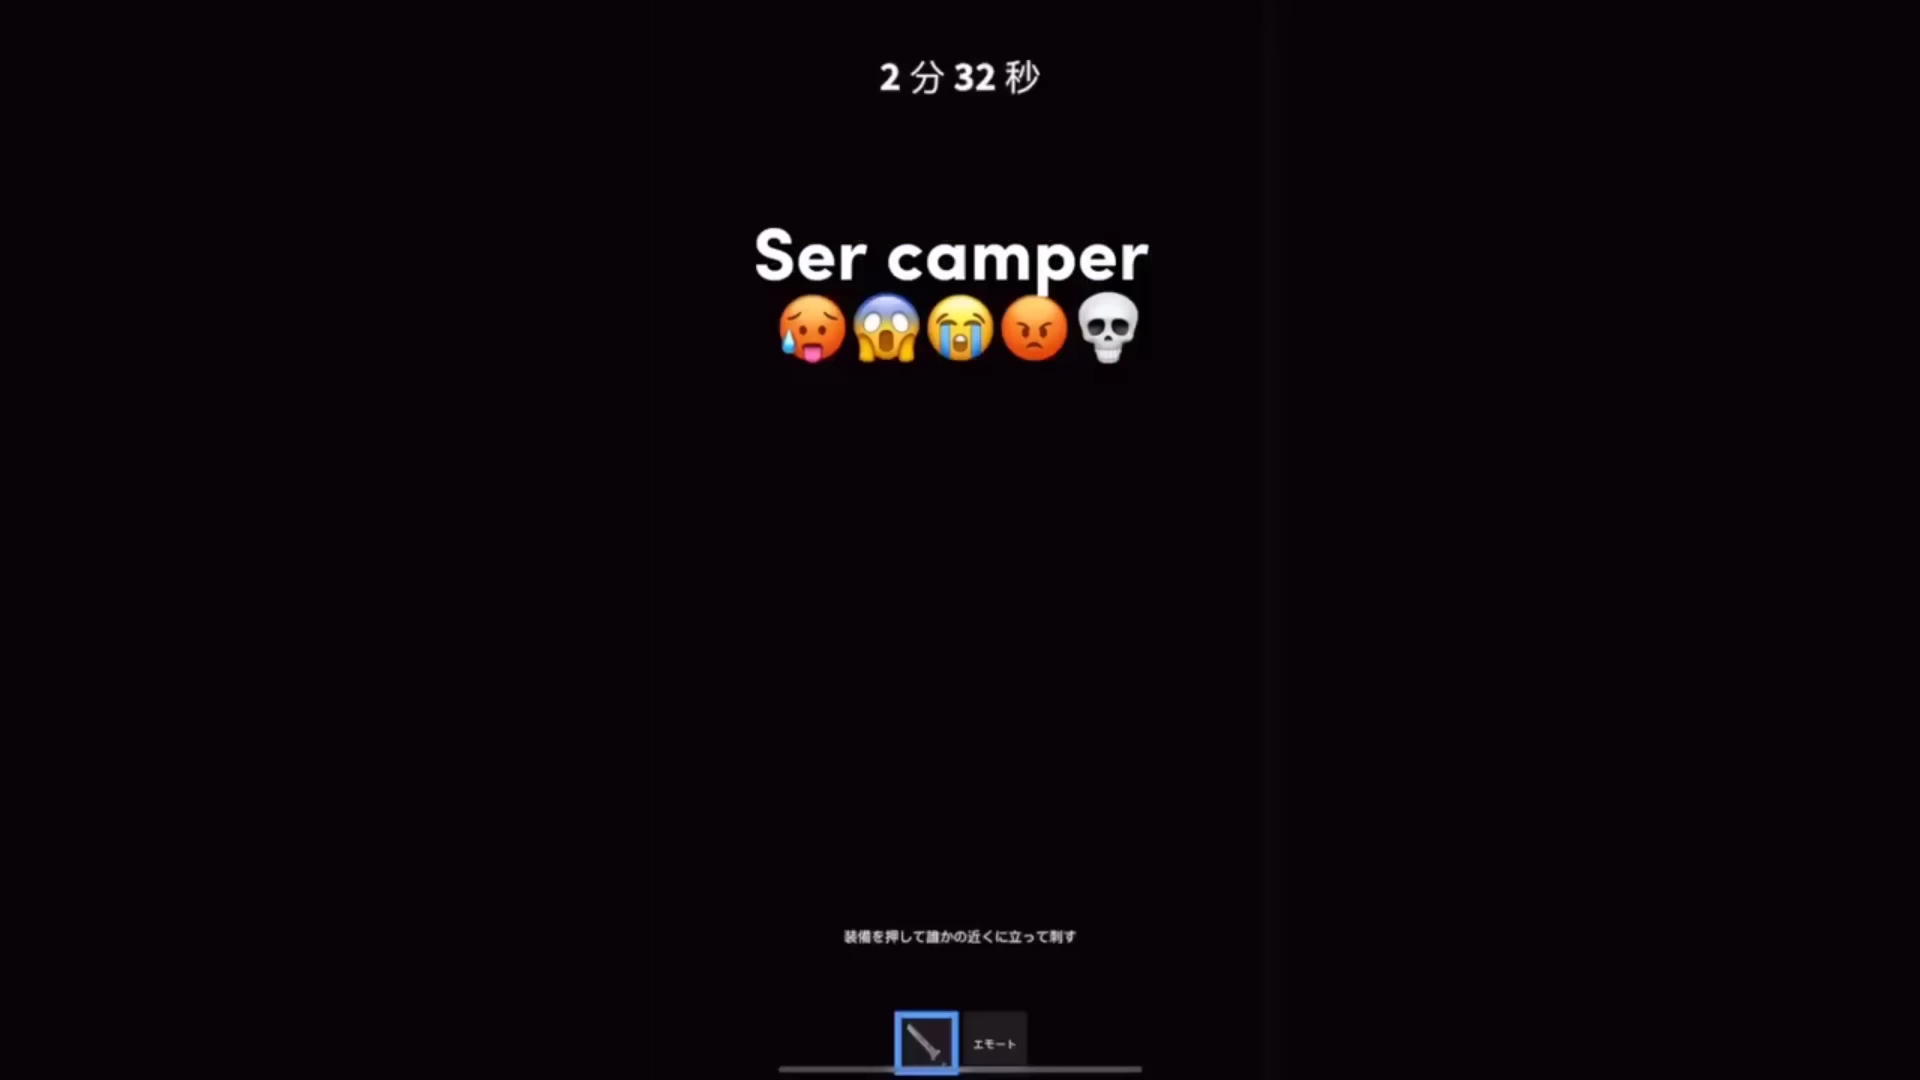 2 分 32 秒
Ser camper
🥵😱😭😡💀
装備を押して誰かの近くに立って刺す
エモート